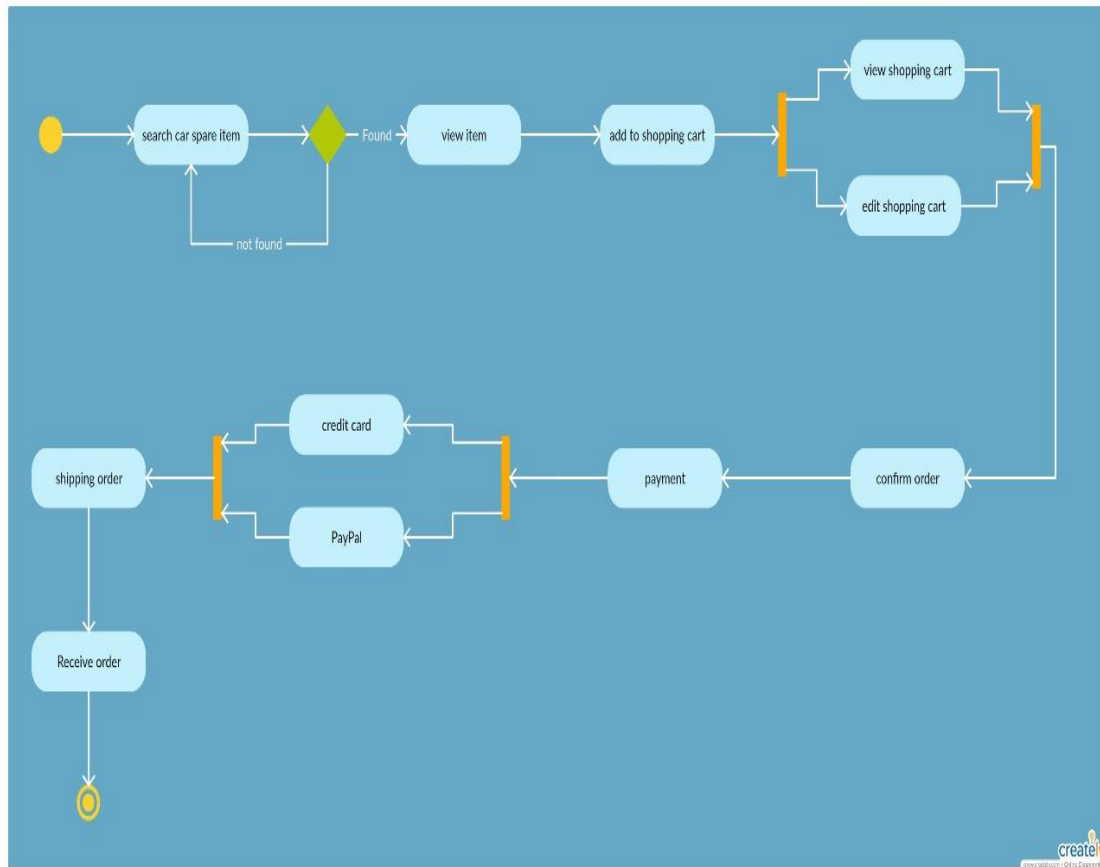 view shopping cart
search car spare item
Found
view item
add to shopping cart
edit shopping cart
not found
credit card
shipping order
payment
confirm order
PayPal
Receive order